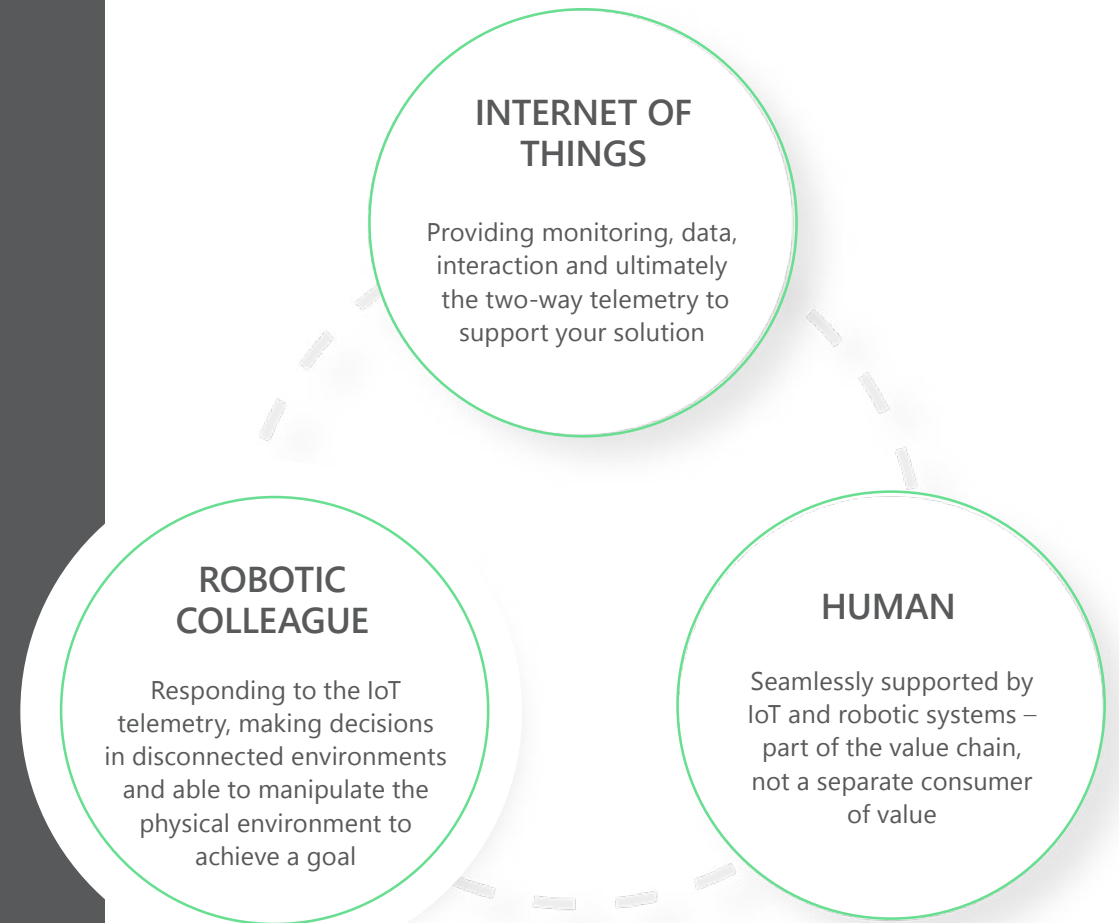 INTERNET OF
THINGS
Providing monitoring, data,
interaction and ultimately
the two-way telemetry to
support your solution
ROBOTIC
COLLEAGUE
Responding to the IoT
telemetry, making decisions
in disconnected environments
and able to manipulate the
physical environment to
achieve a goal
HUMAN
Seamlessly supported by
IoT and robotic systems –
part of the value chain,
not a separate consumer
of value